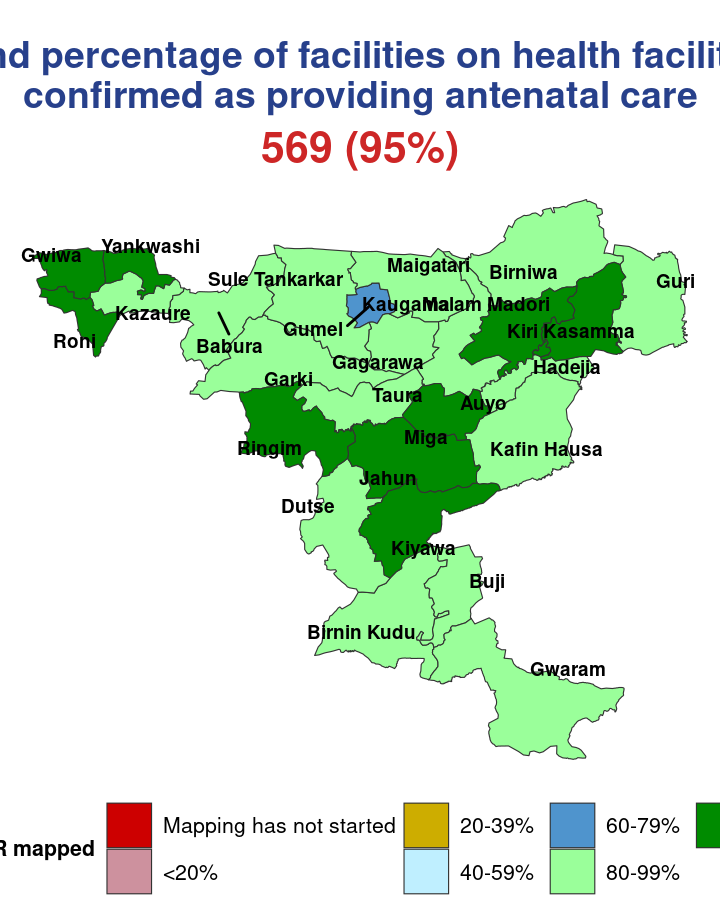 nd percentage of facilities on health facilit
confirmed as providing antenatal care
569 (95%)
Gwiwa
Yankwashi
Sule Tankarkar
Maigatari
Birniwa
Guri
Kazaure
Kaugama
Malam Madori
Roni
Gumel
Kiri Kasamma
Babura
Gagarawa
Hadejia
Garki
Taura
Auyo
Miga
Ringim
Kafin Hausa
Jahun
Dutse
Kiyawa
Buji
Birnin Kudu
Gwaram
R mapped
Mapping has not started
20-39%
60-79%
<20%
40-59%
80-99%